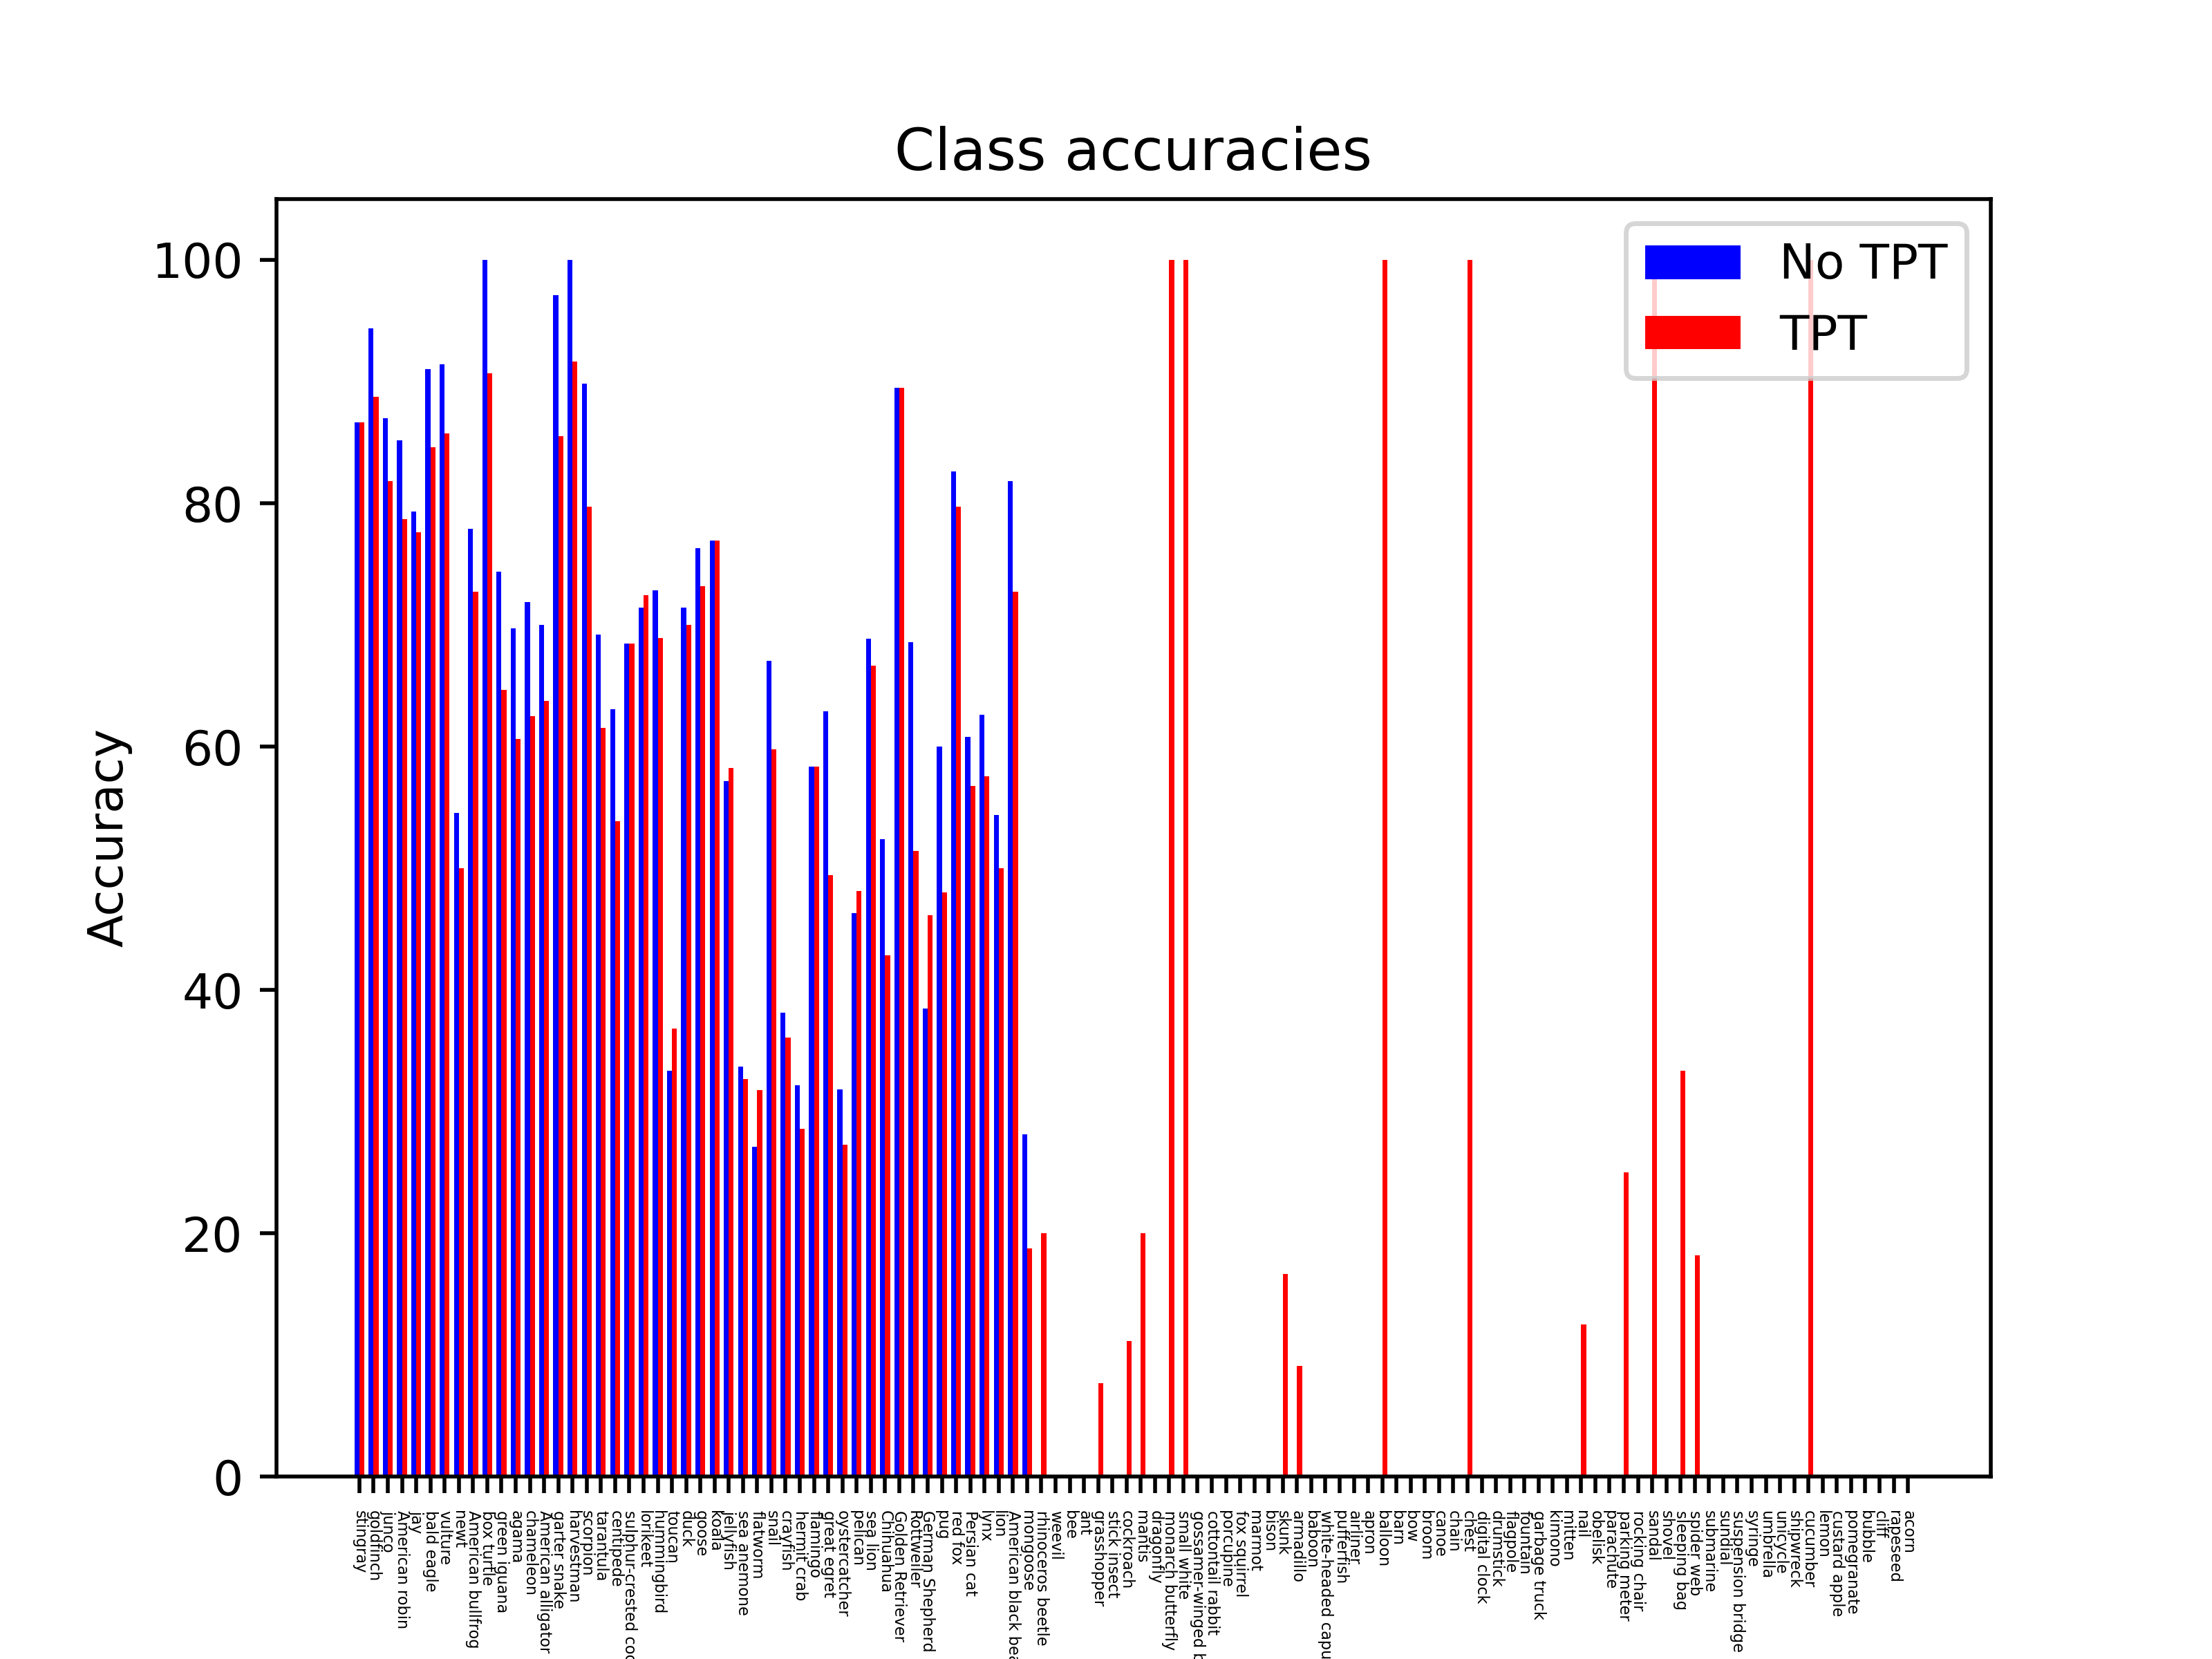 Class accuracies
No TPT
TPT
Accuracy
100
80
60
40
20
0
stingray
goldfinch
junco
American robin
jay
bald eagle
vulture
newt
American bullfrog
box turtle
green iguana
agama
chameleon
American alligator
garter snake
harvestman
scorpion
tarantula
centipede
sulphur-crested coc
lorikeet
hummingbird
toucan
duck
goose
koala
jellyfish
sea anemone
flatworm
snail
crayfish
hermit crab
flamingo
great egret
oystercatcher
pelican
sea lion
Chihuahua
Golden Retriever
Rottweiler
German Shepherd
pug
red fox
Persian cat
lynx
lion
American black bea
mongoose
rhinoceros beetle
weevil
bee
ant
grasshopper
stick insect
cockroach
mantis
dragonfly
monarch butterfly
small white
gossamer-winged b
cottontail rabbit
porcupine
fox squirrel
marmot
bison
skunk
armadillo
baboon
white-headed capu
pufferfish
airliner
apron
balloon
barn
bow
broom
canoe
chain
chest
digital clock
drumstick
flagpole
fountain
garbage truck
kimono
mitten
nail
obelisk
parachute
parking meter
rocking chair
sandal
shovel
sleeping bag
spider web
submarine
sundial
suspension bridge
syringe
umbrella
unicycle
shipwreck
cucumber
lemon
custard apple
pomegranate
bubble
cliff
rapeseed
acorn